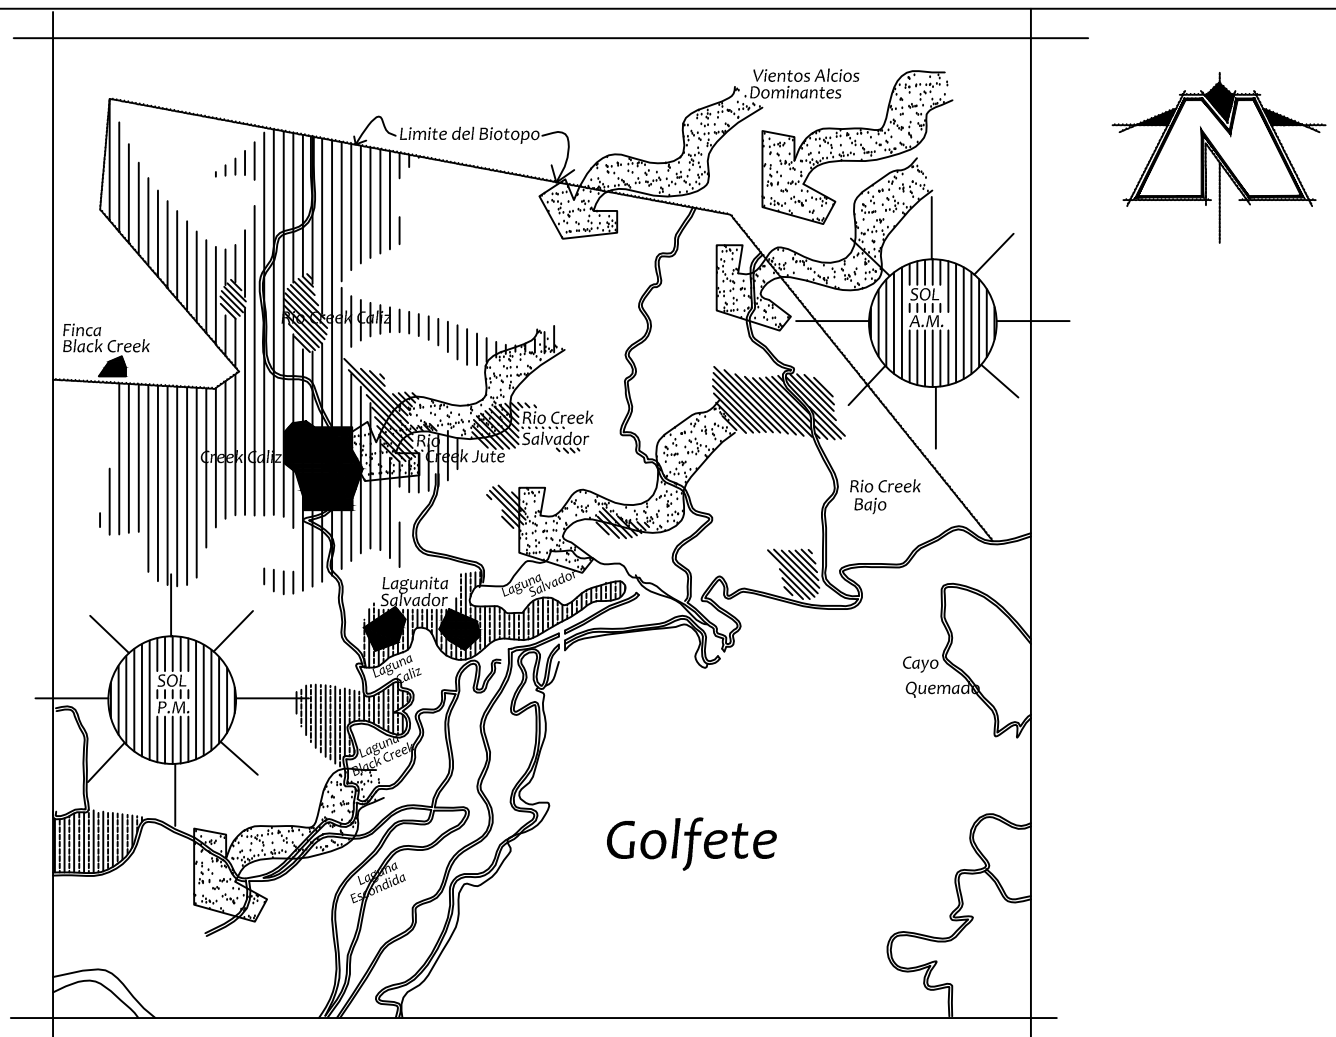 Vientos Alcios
Dominantes
Limite del Biotopo
N
SOL
A.M.
Rio Creek Caliz
Finca
Black Creek
Rio Creek
Salvador
Rio
Creek Jute
Creek Caliz
Rio Creek
Bajo
Lagunita
Salvador
Laguna
Salvador
Laguna
Caliz
Cayo
Quemado
SOL
P.M.
Laguna
Black Creek
Golfete
Laguna
Escondida